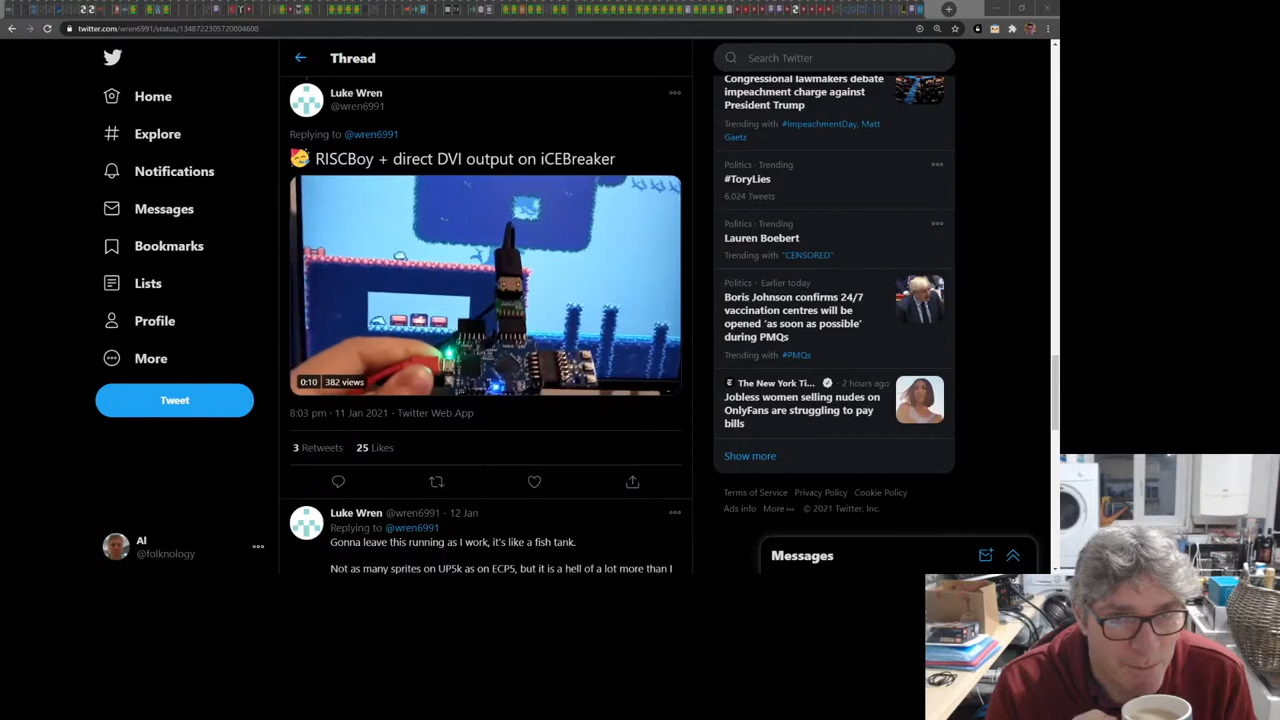 twitter.com/wren6991/status/1348722305720004608
Home
Explore
Notifications
Messages
Bookmarks
Lists
Profile
More
Tweet
Al
@folknology
Thread
Luke Wren
@wren6991
Replying to @wren6991
RISCBoy + direct DVI output on iCEBreaker
0:10 382 views
8:03 pm · 11 Jan 2021 · Twitter Web App
3 Retweets 25 Likes
Luke Wren @wren6991 · 12 Jan
Replying to @wren6991
Gonna leave this running as I work, it's like a fish tank.
Not as many sprites on UP5k as on ECP5, but it is a hell of a lot more than I
Search Twitter
Congressional lawmakers debate
impeachment charge against
President Trump
Trending with #ImpeachmentDay, Matt
Gaetz
Politics · Trending
#ToryLies
6,024 Tweets
Politics · Trending
Lauren Boebert
Trending with "CENSORED"
Politics · Earlier today
Boris Johnson confirms 24/7
vaccination centres will be
opened 'as soon as possible'
during PMQs
Trending with #PMQs
The New York Ti... · 2 hours ago
Jobless women selling nudes on
OnlyFans are struggling to pay
bills
Show more
Terms of Service Privacy Policy Cookie Policy
Ads info More © 2021 Twitter, Inc.
Messages